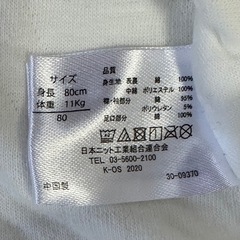 品質
サイズ
身生地 表 綿 100%
身長 80cm
中綿 ポリエステル 100%
体重 11Kg
裏 綿 100%
衿・袖部分 綿 95%
80
ポリウレタン 5%
足口部分 綿 100%
日本ニット工業組合連合会
TEL 03-5600-2100
K-OS 2020
中国製
30-09370